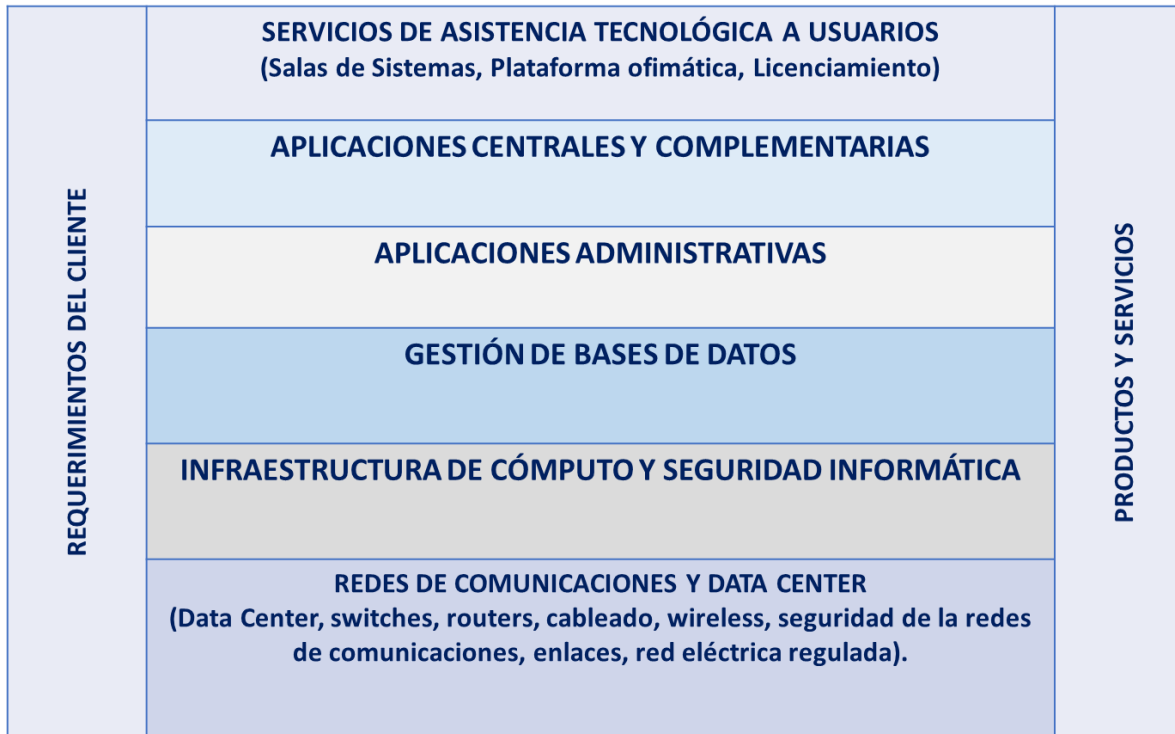 REQUERIMIENTOS DEL CLIENTE
SERVICIOS DE ASISTENCIA TECNOLÓGICA A USUARIOS
(Salas de Sistemas, Plataforma ofimática, Licenciamiento)
APLICACIONES CENTRALES Y COMPLEMENTARIAS
APLICACIONES ADMINISTRATIVAS
GESTIÓN DE BASES DE DATOS
INFRAESTRUCTURA DE CÓMPUTO Y SEGURIDAD INFORMÁTICA
REDES DE COMUNICACIONES Y DATA CENTER
(Data Center, switches, routers, cableado, wireless, seguridad de la redes
de comunicaciones, enlaces, red eléctrica regulada).
PRODUCTOS Y SERVICIOS